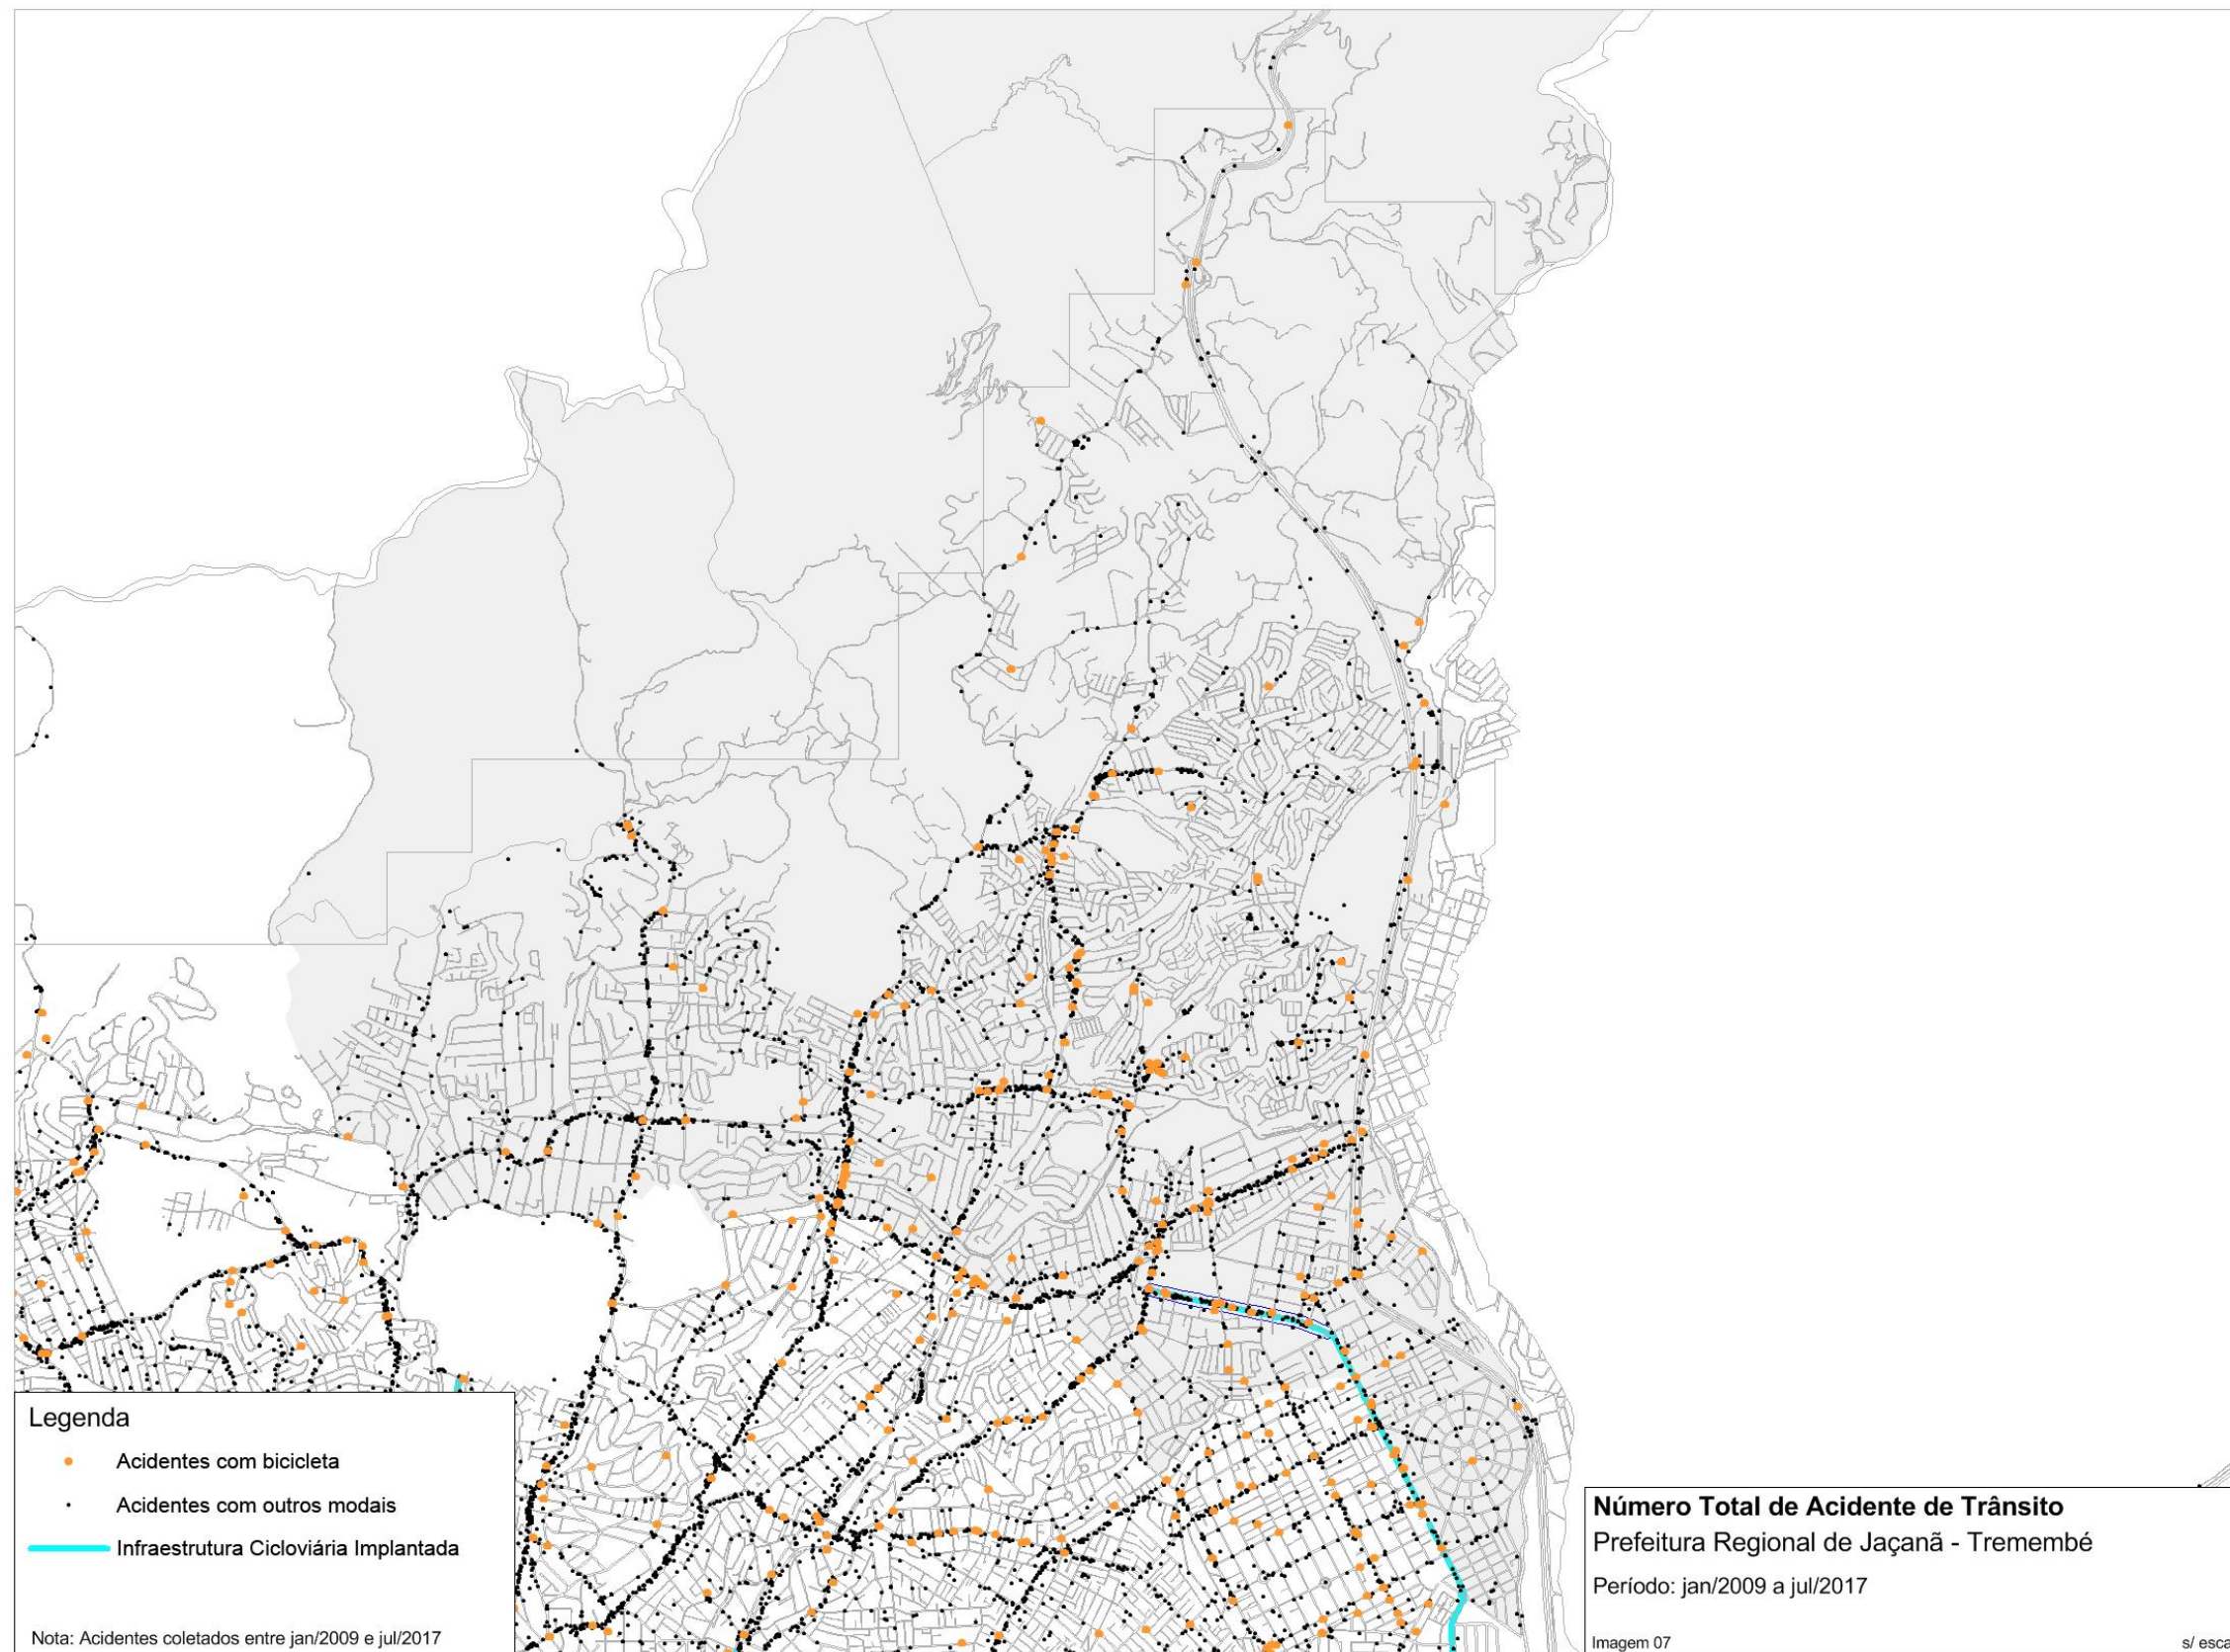 Legenda
Acidentes com bicicleta
Acidentes com outros modais
Infraestrutura Cicloviária Implantada
Nota: Acidentes coletados entre jan/2009 e jul/2017
Número Total de Acidente de Trânsito
Prefeitura Regional de Jaçanã - Tremembé
Período: jan/2009 a jul/2017
Imagem 07
s/ esca